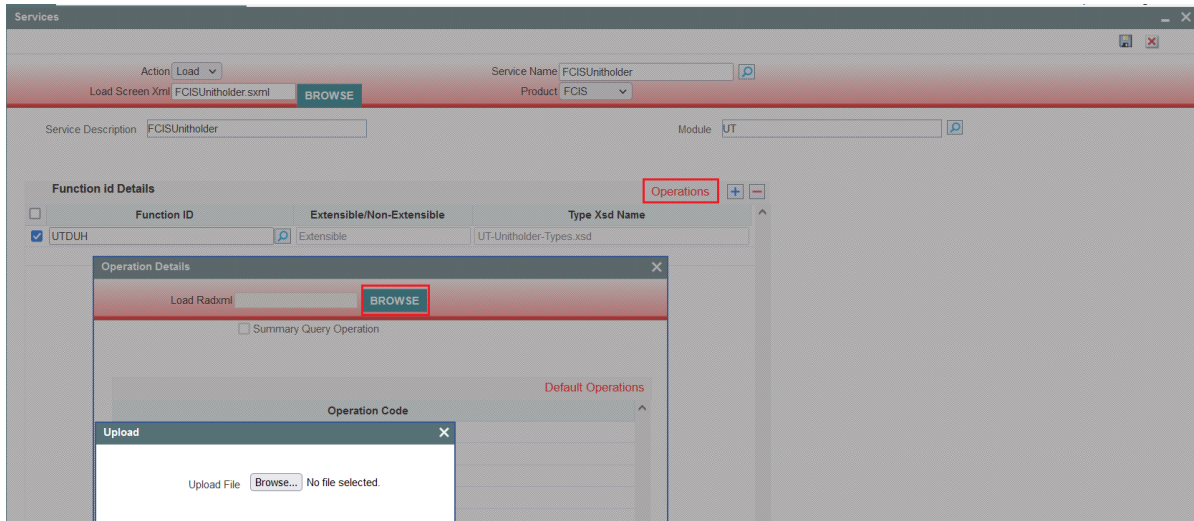 Services
Action Load
Service Name FCISUnitholder
Load Screen Xml FCISUnitholder.sxml BROWSE
Product FCIS
Service Description FCISUnitholder
Module UT
Function id Details
Operations
Function ID Extensible/Non-Extensible Type Xsd Name
UTDUH Extensible UT-Unitholder-Types.xsd
Operation Details
Load Radxml BROWSE
Summary Query Operation
Default Operations
Operation Code
Upload
Upload File Browse... No file selected.